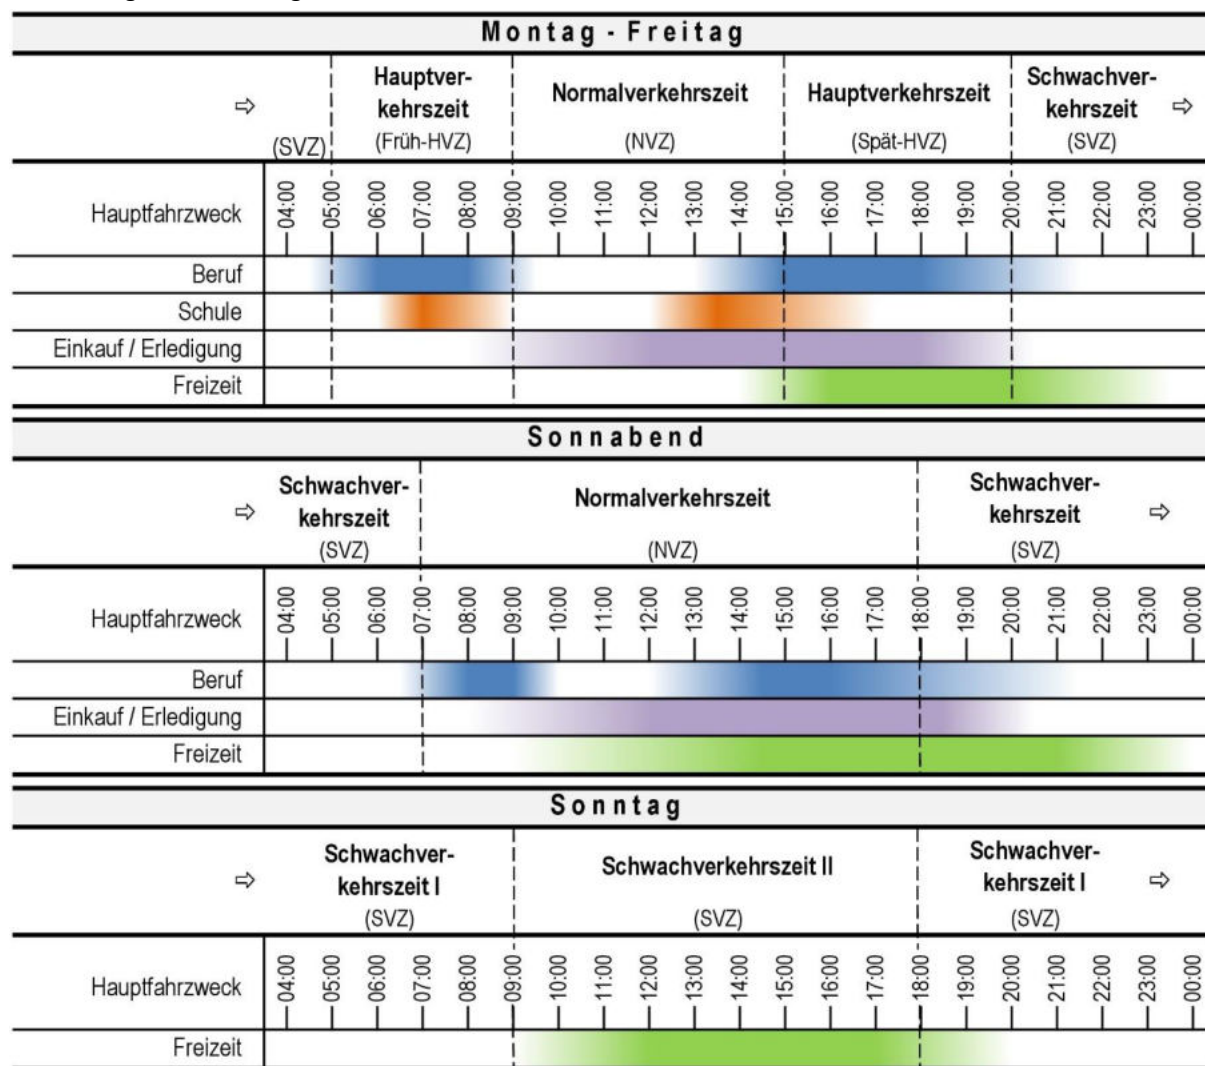 Montag - Freitag
Hauptver-
kehrszeit
(Früh-HVZ)
Normalverkehrszeit
(NVZ)
Hauptverkehrszeit
(Spät-HVZ)
Schwachver-
kehrszeit
(SVZ)
⇨ ⇨
(SVZ)
Hauptfahrzweck 04:00 05:00 06:00 07:00 08:00 09:00 10:00 11:00 12:00 13:00 14:00 15:00 16:00 17:00 18:00 19:00 20:00 21:00 22:00 23:00 00:00
Beruf
Schule
Einkauf / Erledigung
Freizeit
Sonnabend
⇨ ⇨
Schwachver-
kehrszeit
(SVZ)
Normalverkehrszeit
(NVZ)
Schwachver-
kehrszeit
(SVZ)
Hauptfahrzweck 04:00 05:00 06:00 07:00 08:00 09:00 10:00 11:00 12:00 13:00 14:00 15:00 16:00 17:00 18:00 19:00 20:00 21:00 22:00 23:00 00:00
Beruf
Einkauf / Erledigung
Freizeit
Sonntag
⇨ ⇨
Schwachver-
kehrszeit I
(SVZ)
Schwachverkehrszeit II
(SVZ)
Schwachver-
kehrszeit I
(SVZ)
Hauptfahrzweck 04:00 05:00 06:00 07:00 08:00 09:00 10:00 11:00 12:00 13:00 14:00 15:00 16:00 17:00 18:00 19:00 20:00 21:00 22:00 23:00 00:00
Freizeit